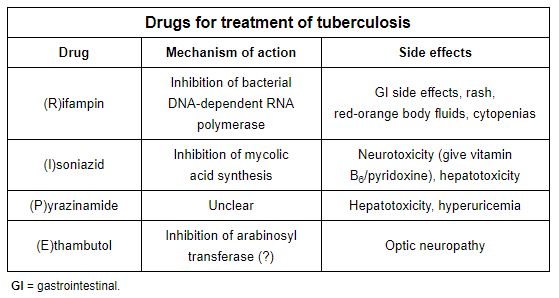 Drugs for treatment of tuberculosis
Drug
Mechanism of action
Side effects
(R)ifampin
Inhibition of bacterial
DNA-dependent RNA
polymerase
GI side effects, rash,
red-orange body fluids, cytopenias
(I)soniazid
Inhibition of mycolic
acid synthesis
Neurotoxicity (give vitamin
B6/pyridoxine), hepatotoxicity
(P)yrazinamide
Unclear
Hepatotoxicity, hyperuricemia
(E)thambutol
Inhibition of arabinosyl
transferase (?)
Optic neuropathy
GI = gastrointestinal.